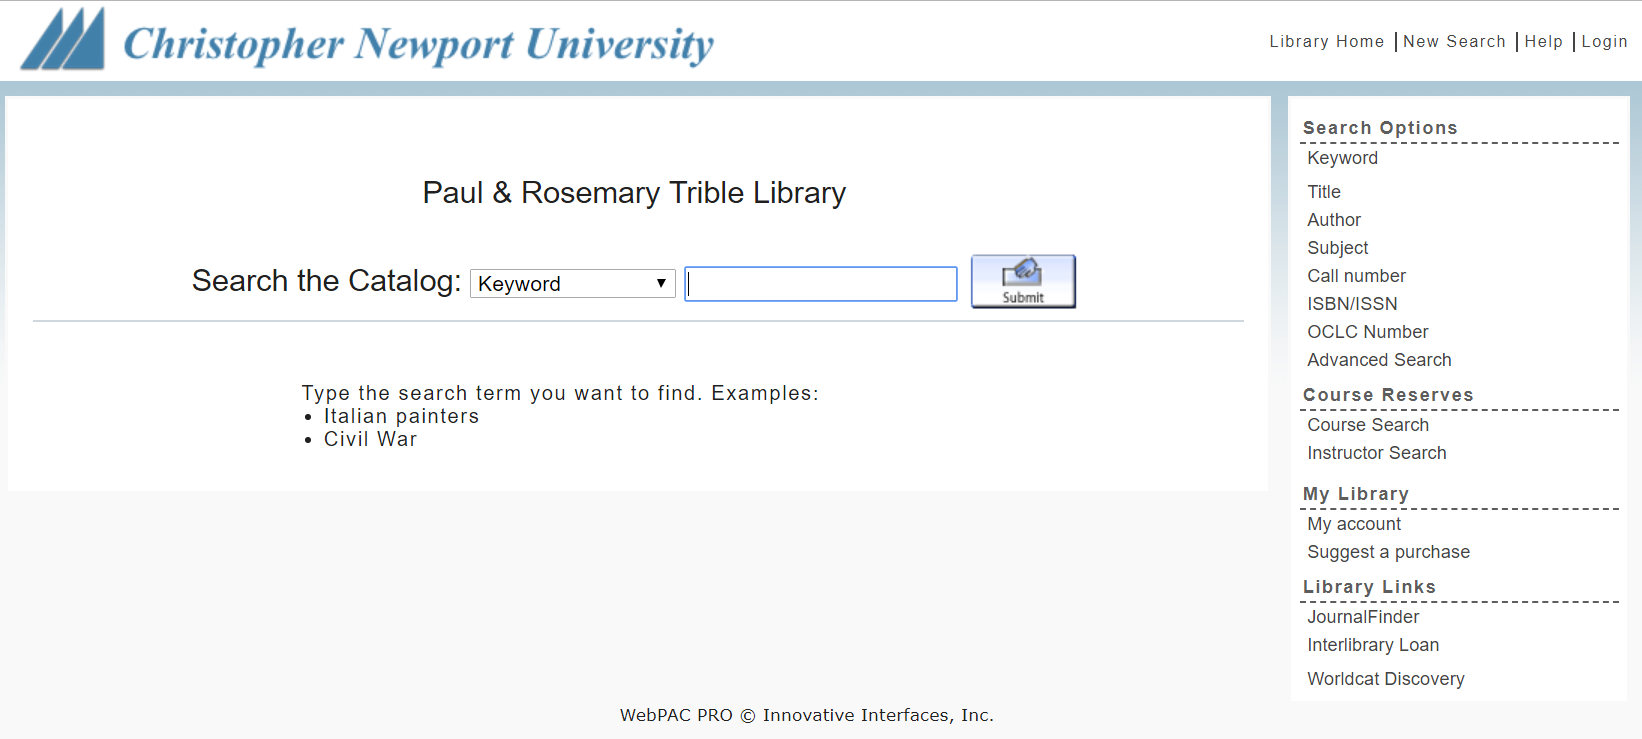 Christopher Newport University
Library Home | New Search | Help | Login
Paul & Rosemary Trible Library
Search the Catalog: Keyword
Submit
Type the search term you want to find. Examples:
• Italian painters
• Civil War
Search Options
Keyword
Title
Author
Subject
Call number
ISBN/ISSN
OCLC Number
Advanced Search
Course Reserves
Course Search
Instructor Search
My Library
My account
Suggest a purchase
Library Links
JournalFinder
Interlibrary Loan
Worldcat Discovery
WebPAC PRO © Innovative Interfaces, Inc.